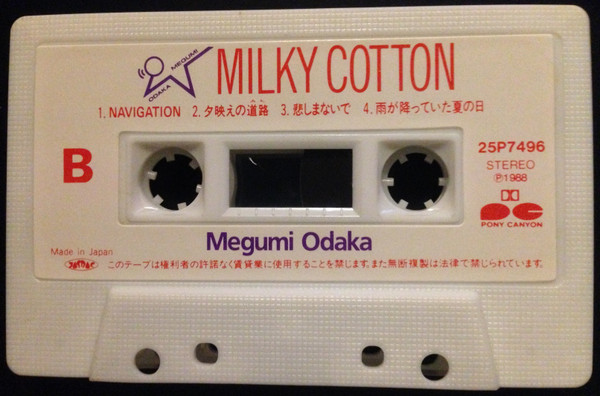 ODAKA MEGUMI
MILKY COTTON
1. NAVIGATION 2. 夕映えの道路 3. 悲しまないで 4. 雨が降っていた夏の日
B
25P7496
STEREO
Ⓟ1988
PONY CANYON
Megumi Odaka
Made in Japan
このテープは権利者の許諾なく賃貸業に使用することを禁じます。また無断複製は法律で禁じられています。